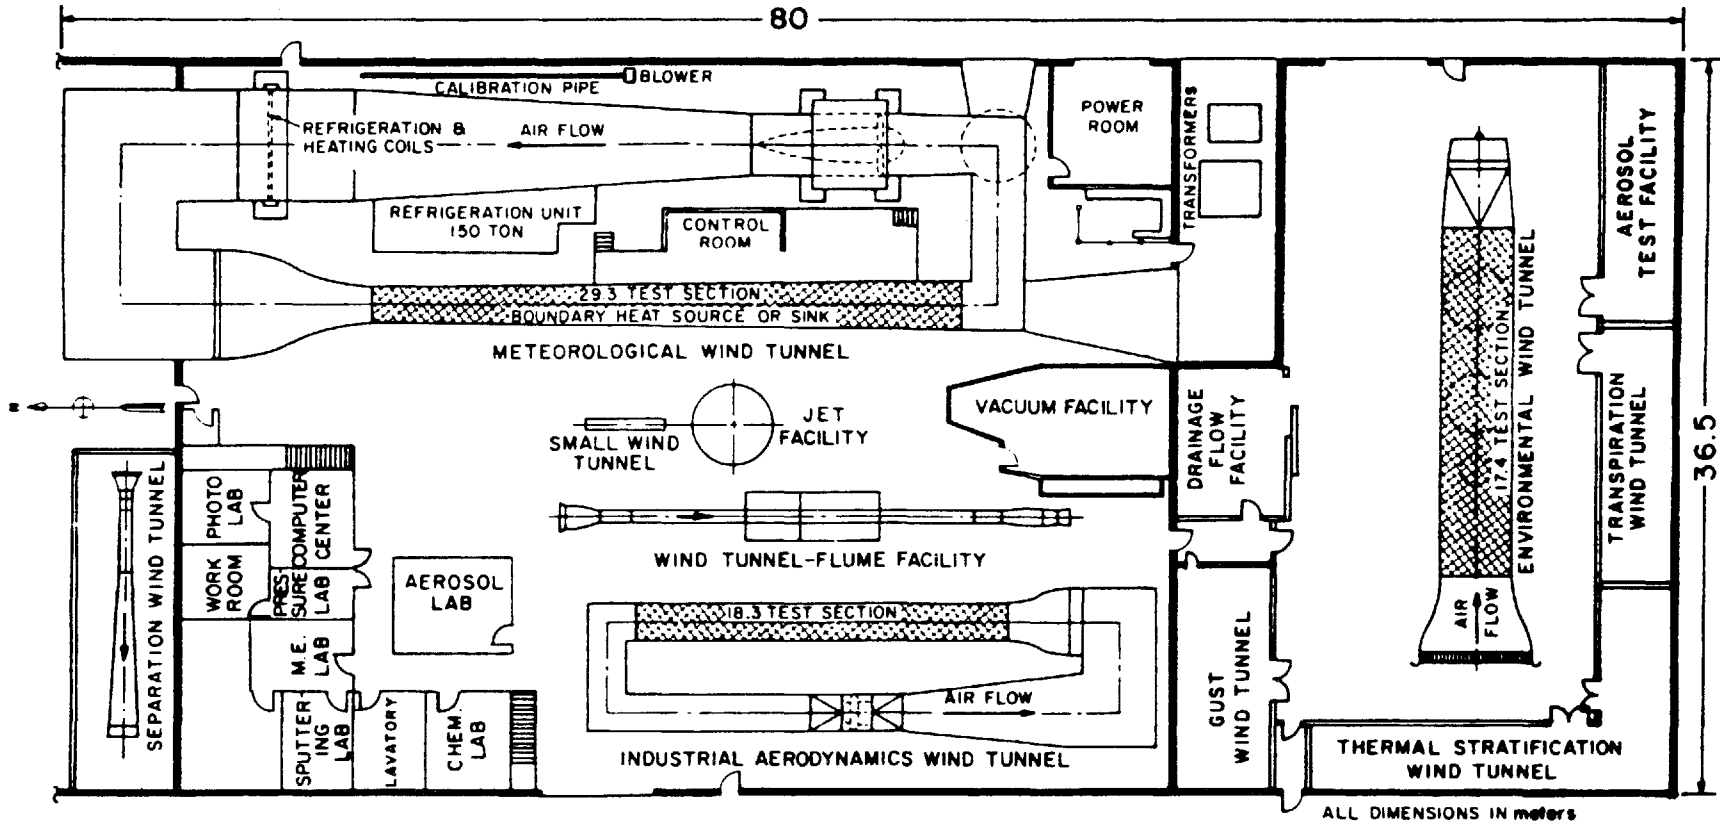 80
BLOWER
CALIBRATION PIPE
REFRIGERATION &
HEATING COILS
AIR FLOW
POWER
ROOM
TRANSFORMERS
AEROSOL
TEST FACILITY
REFRIGERATION UNIT
150 TON
CONTROL
ROOM
29.3 TEST SECTION
BOUNDARY HEAT SOURCE OR SINK
METEOROLOGICAL WIND TUNNEL
17.4 TEST SECTION
ENVIRONMENTAL WIND TUNNEL
36.5
N
JET
FACILITY
SMALL WIND
TUNNEL
VACUUM FACILITY
DRAINAGE
FLOW
FACILITY
TRANSPIRATION
WIND TUNNEL
SEPARATION WIND TUNNEL
PHOTO
LAB
COMPUTER
CENTER
WORK
ROOM
PRES-
SURE
LAB
AEROSOL
LAB
WIND TUNNEL-FLUME FACILITY
M.E.
LAB
18.3 TEST SECTION
AIR
FLOW
GUST
WIND TUNNEL
SPUTTER-
ING
LAB
LAVATORY
CHEM.
LAB
AIR FLOW
INDUSTRIAL AERODYNAMICS WIND TUNNEL
THERMAL STRATIFICATION
WIND TUNNEL
ALL DIMENSIONS IN meters